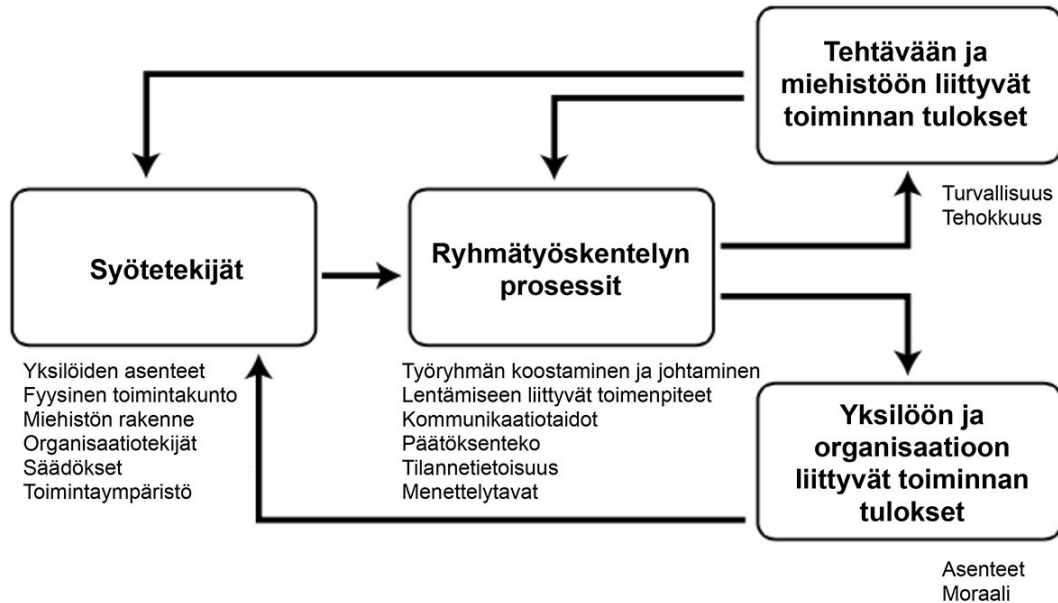 Tehtävään ja
miehistöön liittyvät
toiminnan tulokset
Turvallisuus
Tehokkuus
Syötetekijät
Yksilöiden asenteet
Fyysinen toimintakunto
Miehistön rakenne
Organisaatiotekijät
Säädökset
Toimintaympäristö
Ryhmätyöskentelyn
prosessit
Työryhmän koostaminen ja johtaminen
Lentämiseen liittyvät toimenpiteet
Kommunikaatiotaidot
Päätöksenteko
Tilannetietoisuus
Menettelytavat
Yksilöön ja
organisaatioon
liittyvät toiminnan
tulokset
Asenteet
Moraali